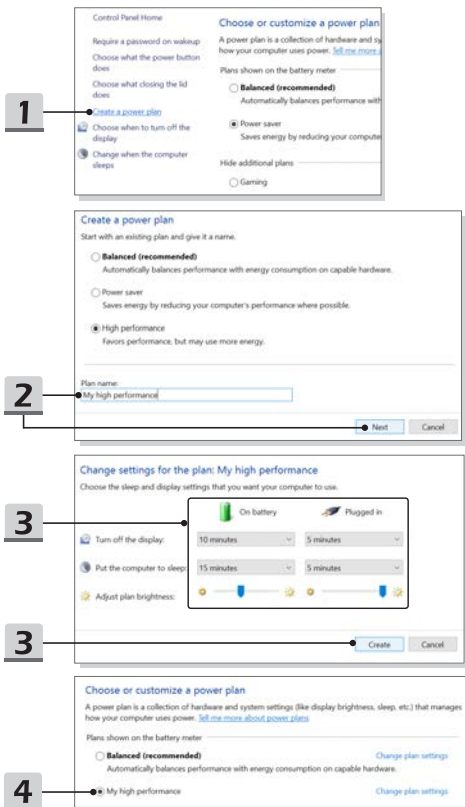 Control Panel Home
Choose or customize a power plan
Require a password on wakeup
A power plan is a collection of hardware and sy
how your computer uses power. Tell me more a
Choose what the power button
does
Plans shown on the battery meter
Choose what closing the lid
does
Balanced (recommended)
Automatically balances performance with
1
Create a power plan
Choose when to turn off the
display
Power saver
Saves energy by reducing your compute
Change when the computer
sleeps
Hide additional plans
Gaming
Create a power plan
Start with an existing plan and give it a name.
Balanced (recommended)
Automatically balances performance with energy consumption on capable hardware.
Power saver
Saves energy by reducing your computer's performance where possible.
High performance
Favors performance, but may use more energy.
Plan name:
2
My high performance
Next Cancel
Change settings for the plan: My high performance
Choose the sleep and display settings that you want your computer to use.
On battery Plugged in
3
Turn off the display: 10 minutes 5 minutes
Put the computer to sleep: 15 minutes 5 minutes
Adjust plan brightness:
3
Create Cancel
Choose or customize a power plan
A power plan is a collection of hardware and system settings (like display brightness, sleep, etc.) that manages
how your computer uses power. Tell me more about power plans
Plans shown on the battery meter
Balanced (recommended) Change plan settings
Automatically balances performance with energy consumption on capable hardware.
4
My high performance Change plan settings